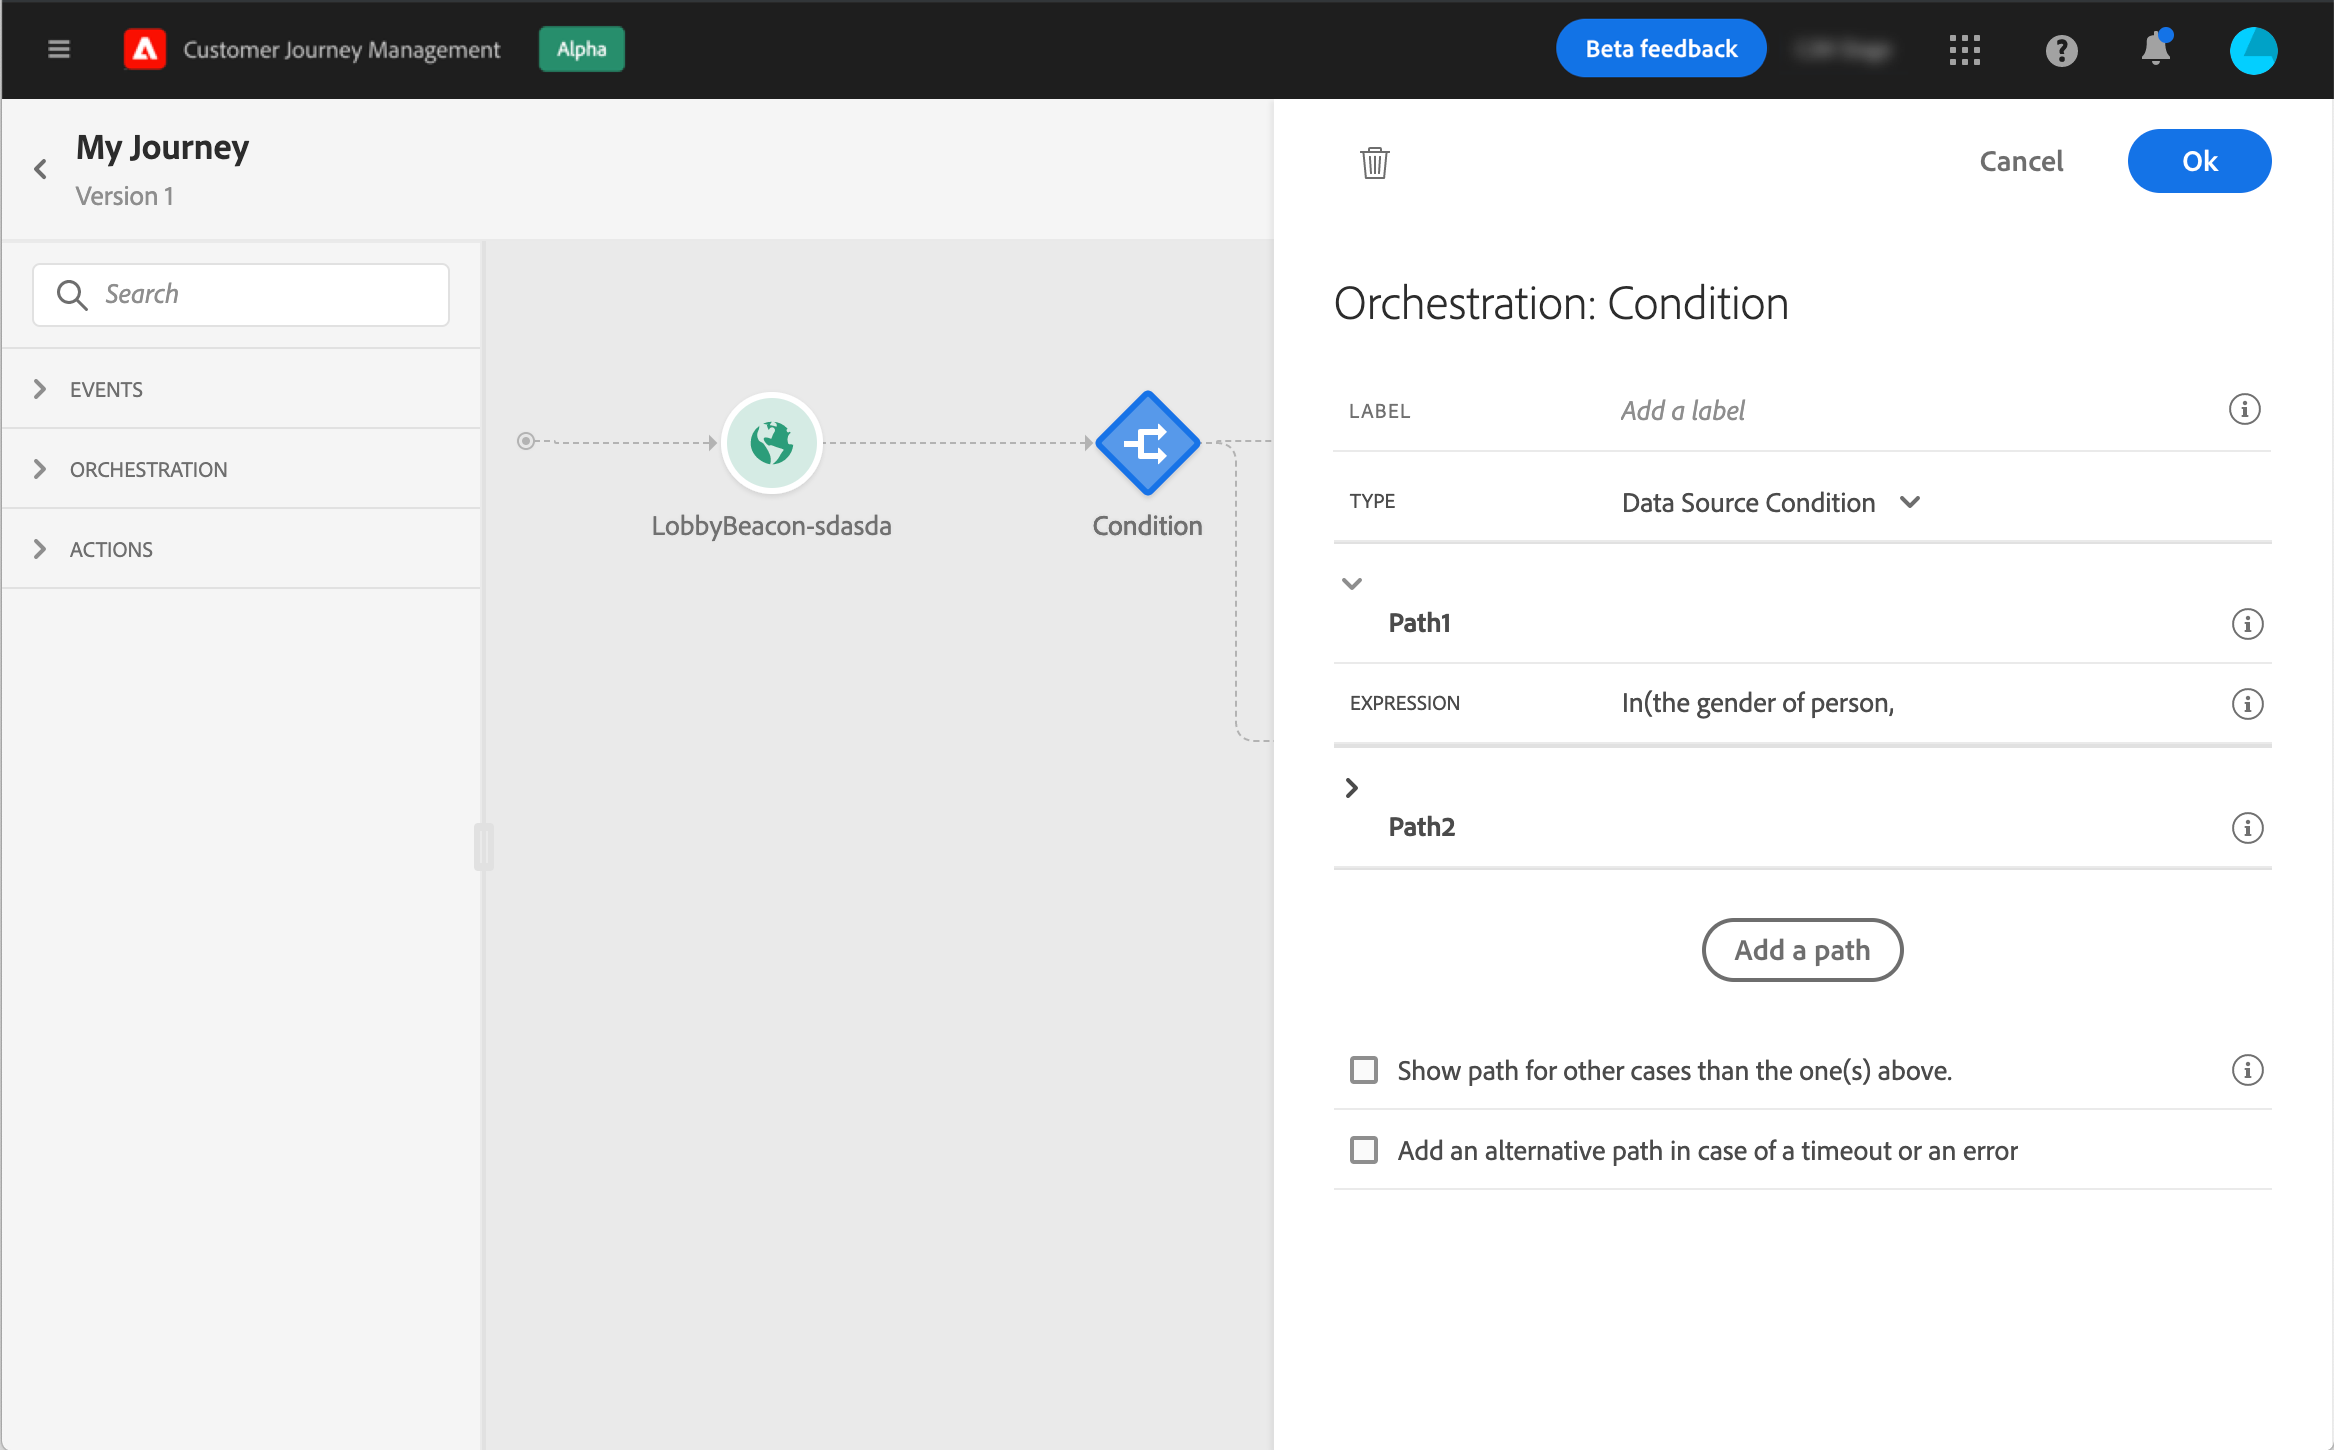 Customer Journey Management
Alpha
Beta feedback
My Journey
Version 1
Cancel
Ok
Search
EVENTS
ORCHESTRATION
ACTIONS
LobbyBeacon-sdasda
Condition
Orchestration: Condition
LABEL
Add a label
TYPE
Data Source Condition
Path1
EXPRESSION
In(the gender of person,
Path2
Add a path
Show path for other cases than the one(s) above.
Add an alternative path in case of a timeout or an error